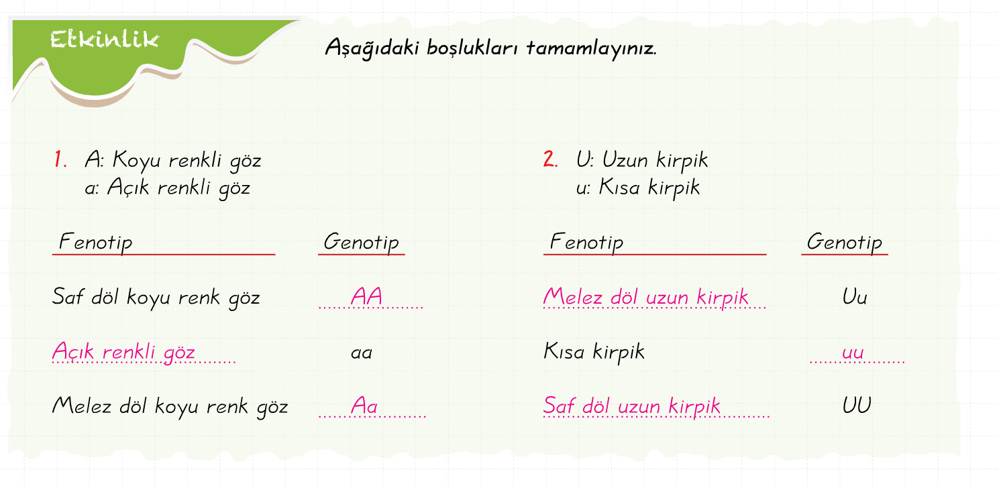 Etkinlik
Aşağıdaki boşlukları tamamlayınız.
1. A: Koyu renkli göz
a: Açık renkli göz
Fenotip Genotip
Saf döl koyu renk göz AA
Açık renkli göz aa
Melez döl koyu renk göz Aa
2. U: Uzun kirpik
u: Kısa kirpik
Fenotip Genotip
Melez döl uzun kirpik Uu
Kısa kirpik uu
Saf döl uzun kirpik UU